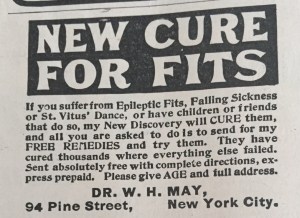 NEW CURE
FOR FITS
If you suffer from Epileptic Fits, Falling Sickness
or St. Vitus' Dance, or have children or friends
that do so, my New Discovery will CURE them,
and all you are asked to do is to send for my
FREE REMEDIES and try them. They have
cured thousands where everything else failed.
Sent absolutely free with complete directions, ex-
press prepaid. Please give AGE and full address.
DR. W. H. MAY,
94 Pine Street, New York City.